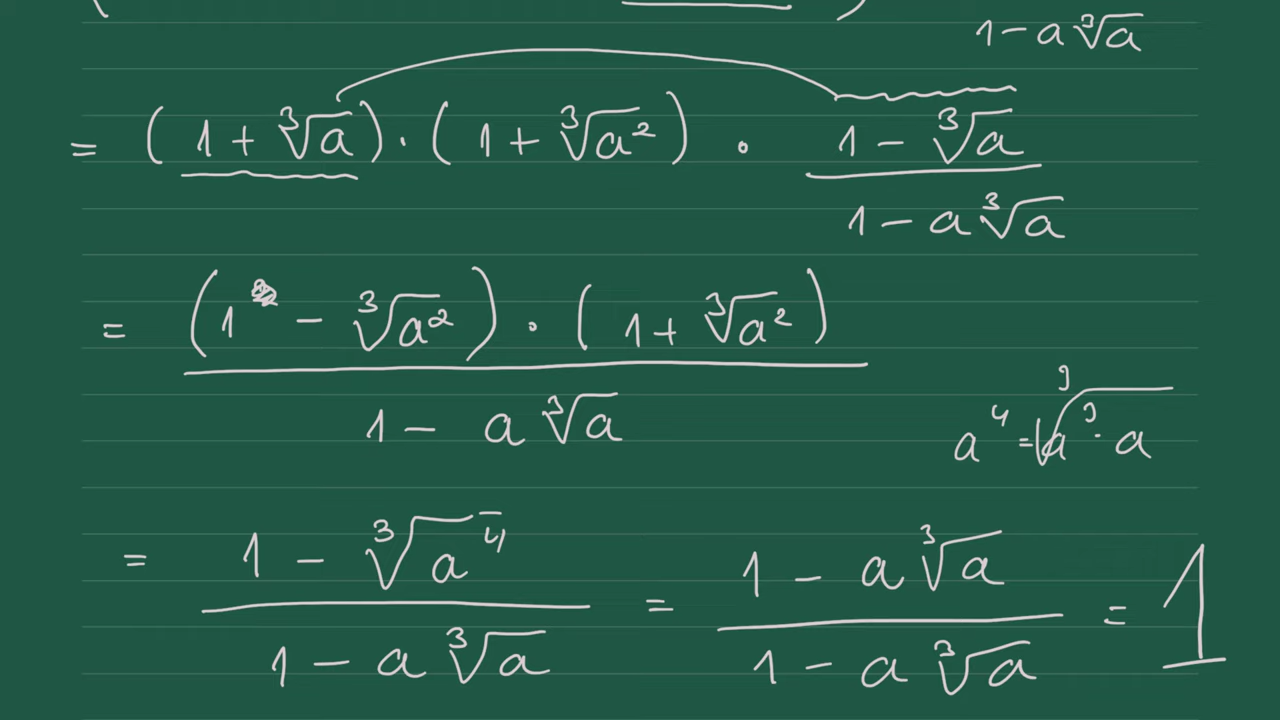 1 - a ∛a
= (1 + ∛a) · (1 + ∛a²) · (1 - ∛a) / (1 - a ∛a)
= (1 - ∛a²) · (1 + ∛a²) / (1 - a ∛a)
a⁴ = ∛(a³ · a)
= (1 - ∛a⁴) / (1 - a ∛a) = (1 - a ∛a) / (1 - a ∛a) = 1